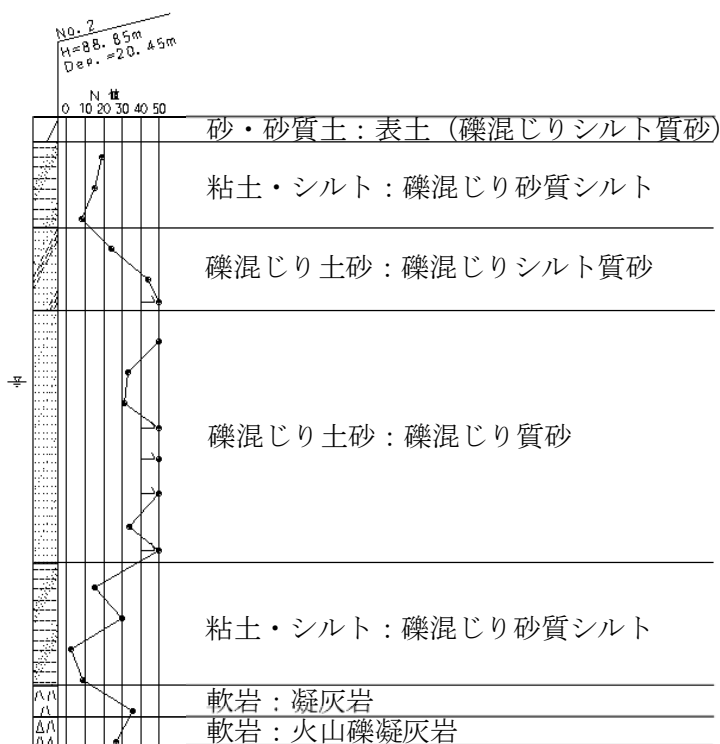 No. 2
H=88. 85m
Dep. =20. 45m
N 値
0 10 20 30 40 50
砂・砂質土：表土（礫混じりシルト質砂）
粘土・シルト：礫混じり砂質シルト
礫混じり土砂：礫混じりシルト質砂
礫混じり土砂：礫混じり質砂
粘土・シルト：礫混じり砂質シルト
軟岩：凝灰岩
軟岩：火山礫凝灰岩